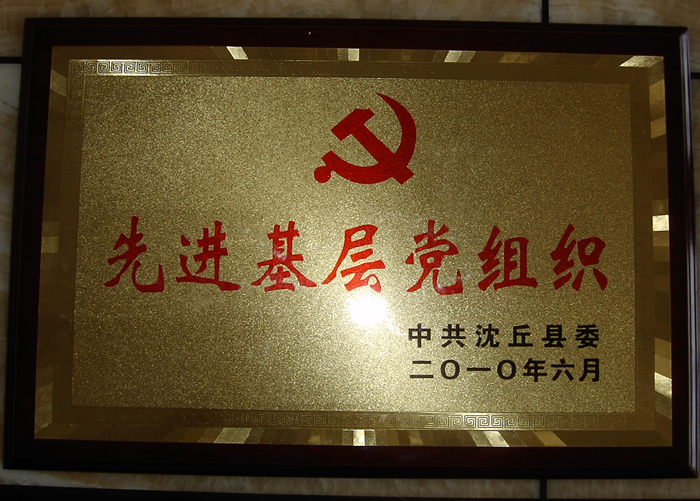 先进基层党组织
中共沈丘县委
二〇一〇年六月